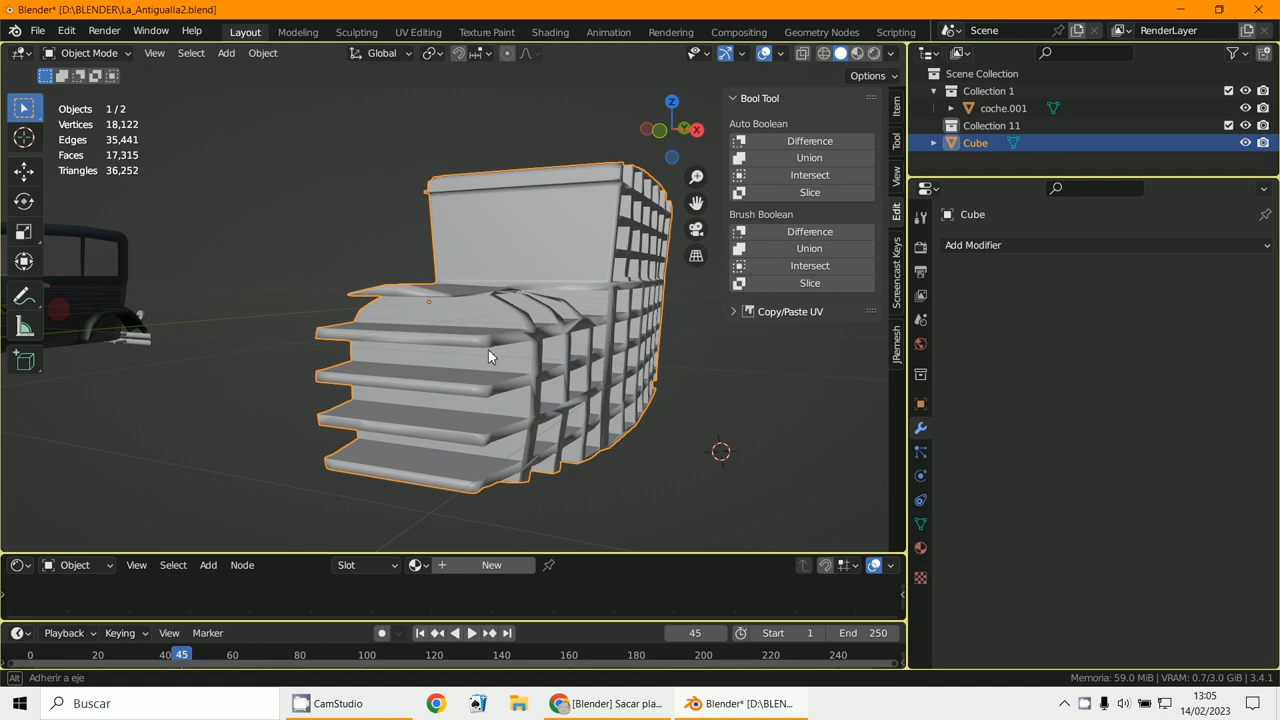 Blender* [D:\BLENDER\La_Antigualla2.blend]
File Edit Render Window Help Layout Modeling Sculpting UV Editing Texture Paint Shading Animation Rendering Compositing Geometry Nodes Scripting Scene RenderLayer
Object Mode View Select Add Object Global
Options
Objects 1 / 2
Vertices 18,122
Edges 35,441
Faces 17,315
Triangles 36,252
Z
Y
X
Bool Tool
Auto Boolean
Difference
Union
Intersect
Slice
Brush Boolean
Difference
Union
Intersect
Slice
Copy/Paste UV
Item
Tool
View
Edit
Screencast Keys
JRemesh
Scene Collection
Collection 1
coche.001
Collection 11
Cube
Cube
Add Modifier
Object View Select Add Node Slot New
Playback Keying View Marker 45 Start 1 End 250
0 20 40 45 60 80 100 120 140 160 180 200 220 240
Alt Adherir a eje Memoria: 59.0 MiB | VRAM: 0.7/3.0 GiB | 3.4.1
Buscar CamStudio [Blender] Sacar pla... Blender* [D:\BLEN...
13:05
14/02/2023